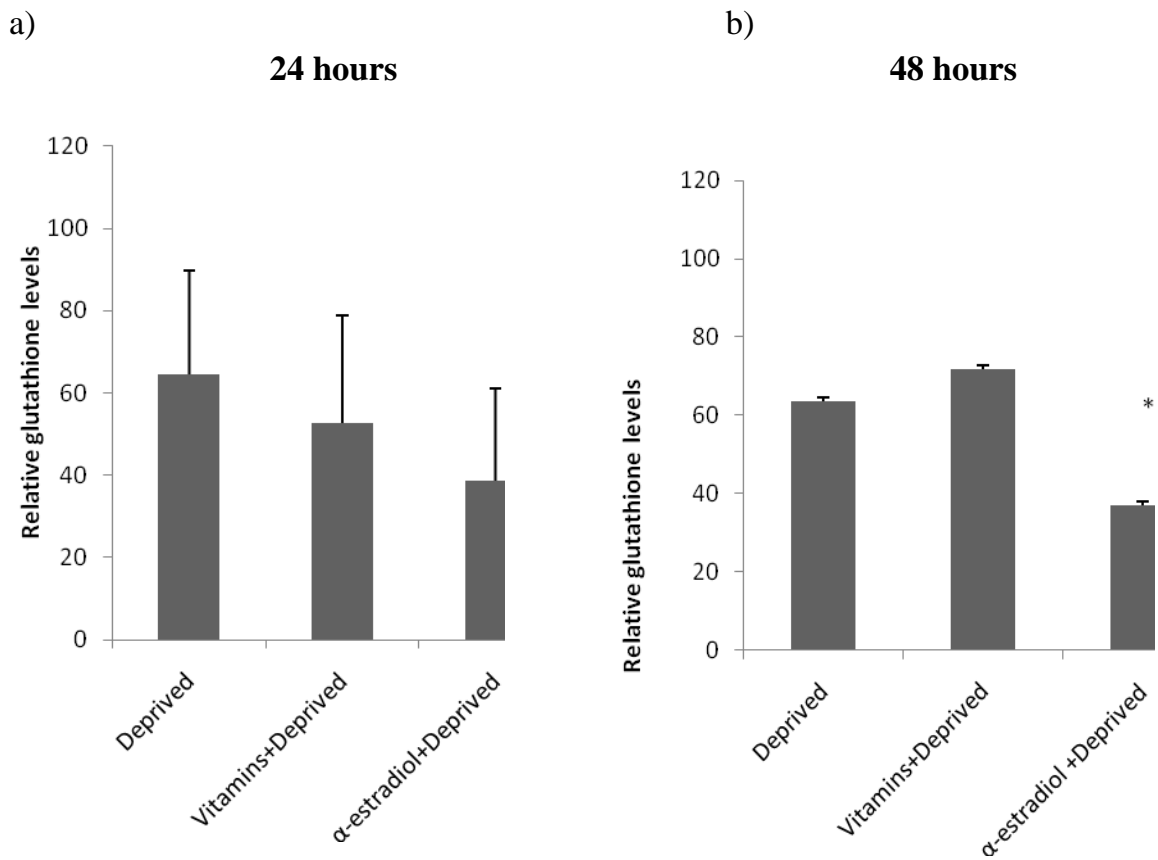 a)
24 hours
Relative glutathione levels
120
100
80
60
40
20
0
Deprived
Vitamins+Deprived
α-estradiol+Deprived
b)
48 hours
Relative glutathione levels
120
100
80
60
40
20
0
*
Deprived
Vitamins+Deprived
α-estradiol +Deprived